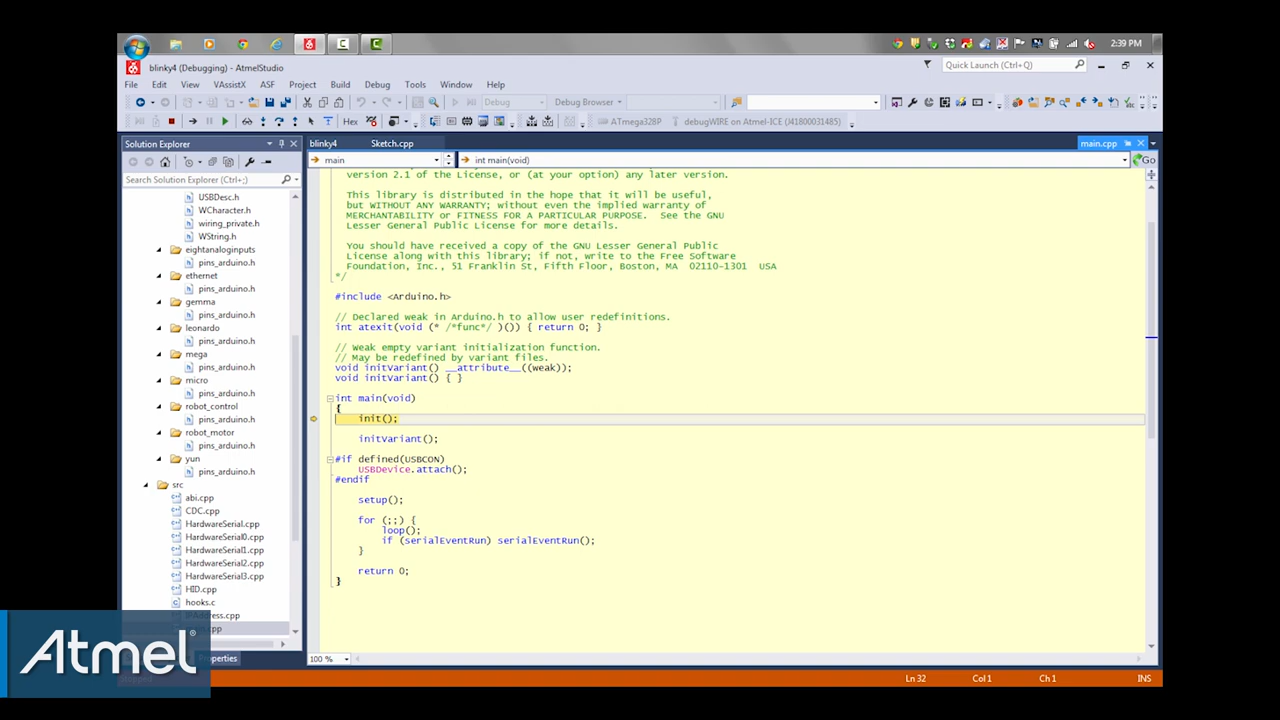 2:39 PM
blinky4 (Debugging) - AtmelStudio
Quick Launch (Ctrl+Q)
File Edit View VAssistX ASF Project Build Debug Tools Window Help
Debug Debug Browser
Hex ATmega328P debugWIRE on Atmel-ICE (J41800031485)
Solution Explorer
blinky4 Sketch.cpp main.cpp
main int main(void) Go
Search Solution Explorer (Ctrl+;)
USBDesc.h
WCharacter.h
wiring_private.h
WString.h
eightanaloginputs
pins_arduino.h
ethernet
pins_arduino.h
gemma
pins_arduino.h
leonardo
pins_arduino.h
mega
pins_arduino.h
micro
pins_arduino.h
robot_control
pins_arduino.h
robot_motor
pins_arduino.h
yun
pins_arduino.h
src
abi.cpp
CDC.cpp
HardwareSerial.cpp
HardwareSerial0.cpp
HardwareSerial1.cpp
HardwareSerial2.cpp
HardwareSerial3.cpp
HID.cpp
hooks.c
IPAddress.cpp
main.cpp
Properties
version 2.1 of the License, or (at your option) any later version.
This library is distributed in the hope that it will be useful,
but WITHOUT ANY WARRANTY; without even the implied warranty of
MERCHANTABILITY or FITNESS FOR A PARTICULAR PURPOSE. See the GNU
Lesser General Public License for more details.
You should have received a copy of the GNU Lesser General Public
License along with this library; if not, write to the Free Software
Foundation, Inc., 51 Franklin St, Fifth Floor, Boston, MA 02110-1301 USA
*/
#include <Arduino.h>
// Declared weak in Arduino.h to allow user redefinitions.
int atexit(void (* /*func*/ )()) { return 0; }
// Weak empty variant initialization function.
// May be redefined by variant files.
void initVariant() __attribute__((weak));
void initVariant() { }
int main(void)
{
init();
initVariant();
#if defined(USBCON)
USBDevice.attach();
#endif
setup();
for (;;) {
loop();
if (serialEventRun) serialEventRun();
}
return 0;
}
100 %
Stopped Ln 32 Col 1 Ch 1 INS
Atmel®